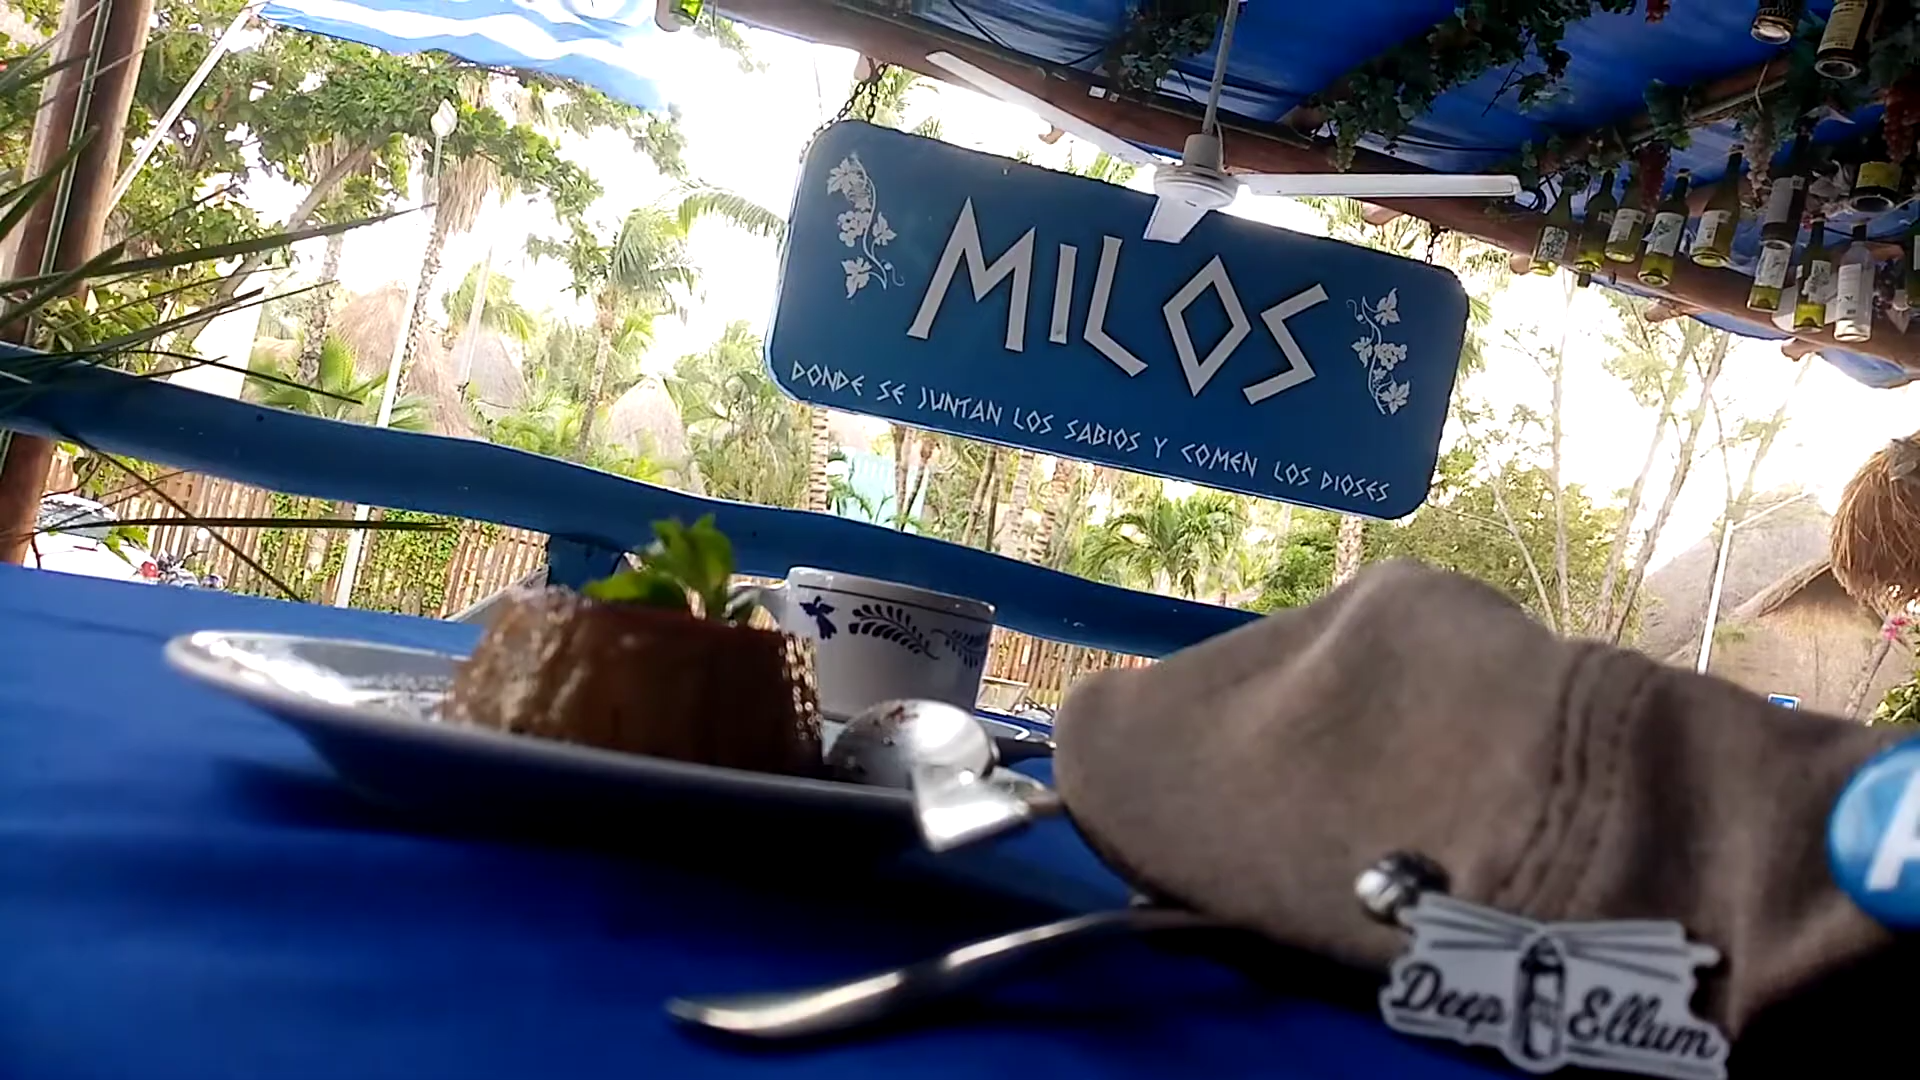 MILOS
DONDE SE JUNTAN LOS SABIOS Y COMEN LOS DIOSES
Deep Ellum
A